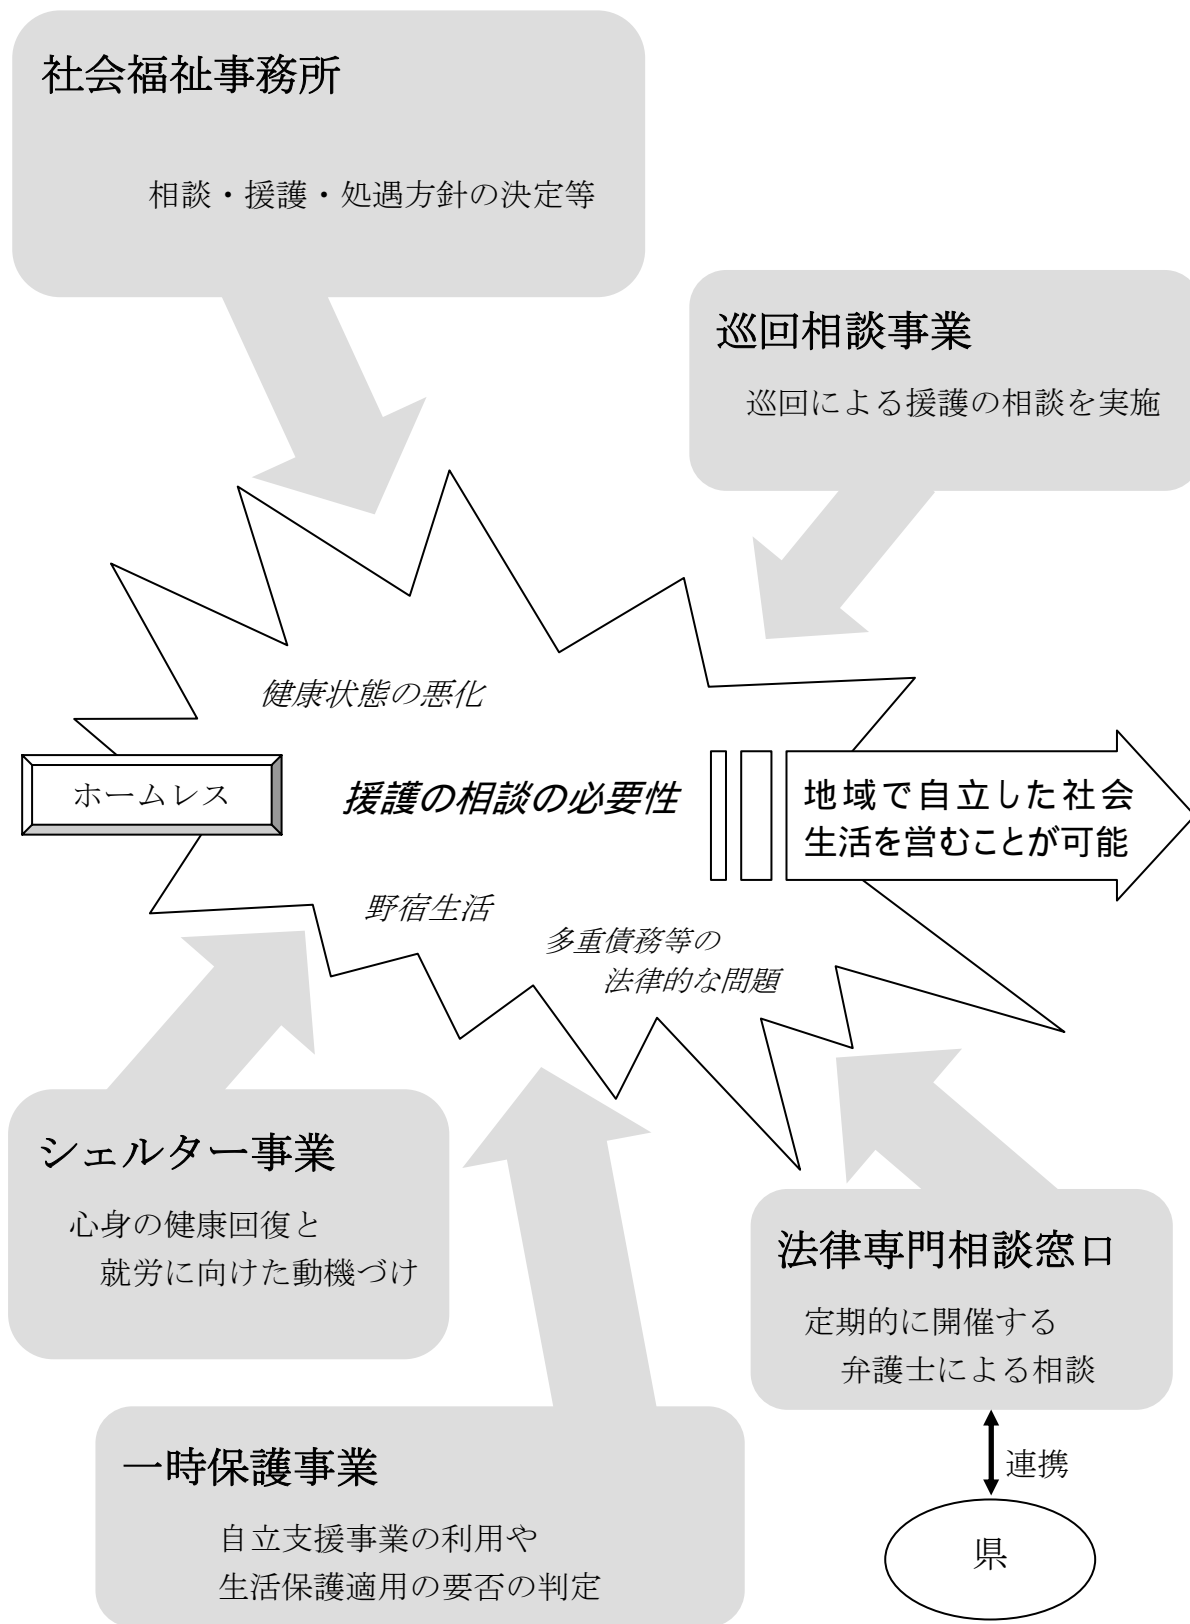 社会福祉事務所
相談・援護・処遇方針の決定等
巡回相談事業
巡回による援護の相談を実施
健康状態の悪化
ホームレス
援護の相談の必要性
地域で自立した社会
生活を営むことが可能
野宿生活
多重債務等の
法律的な問題
シェルター事業
心身の健康回復と
就労に向けた動機づけ
法律専門相談窓口
定期的に開催する
弁護士による相談
連携
県
一時保護事業
自立支援事業の利用や
生活保護適用の要否の判定